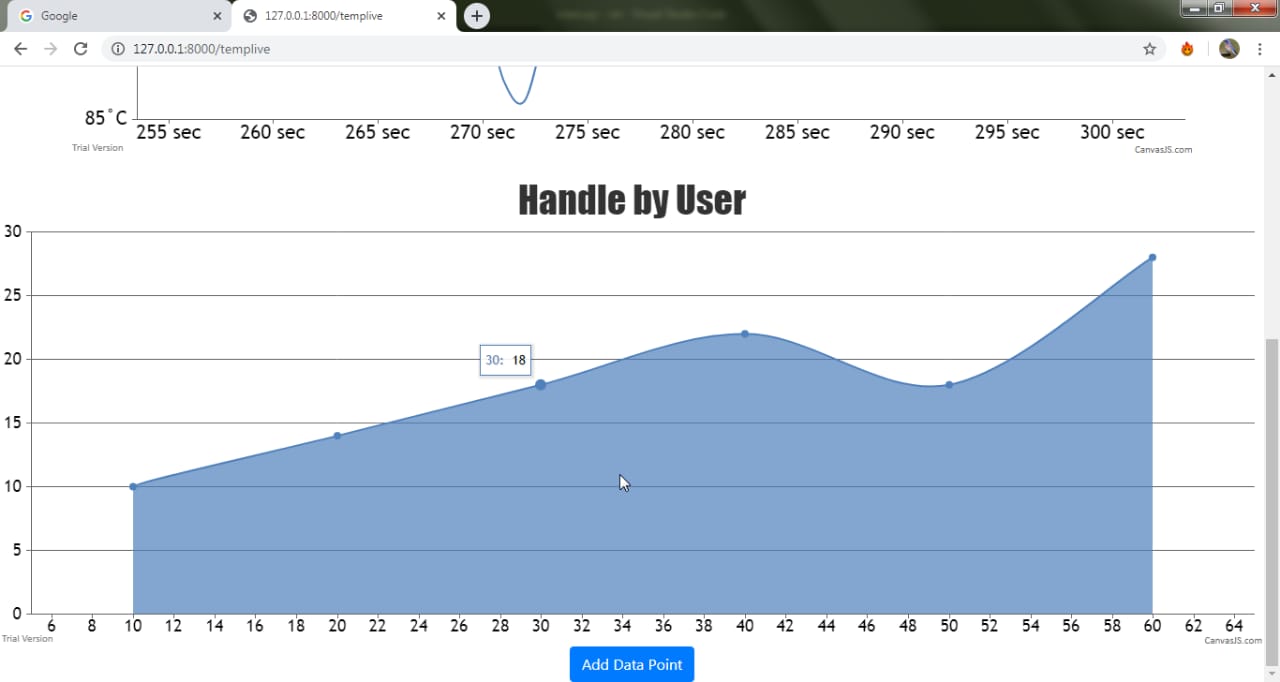 Google
127.0.0.1:8000/templive
127.0.0.1:8000/templive
85°C
255 sec 260 sec 265 sec 270 sec 275 sec 280 sec 285 sec 290 sec 295 sec 300 sec
Trial Version
CanvasJS.com
Handle by User
30
25
30: 18
20
15
10
5
0
6 8 10 12 14 16 18 20 22 24 26 28 30 32 34 36 38 40 42 44 46 48 50 52 54 56 58 60 62 64
Trial Version
CanvasJS.com
Add Data Point